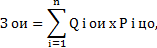 З ои = n ∑ i=1 Q i ои x P i цо,